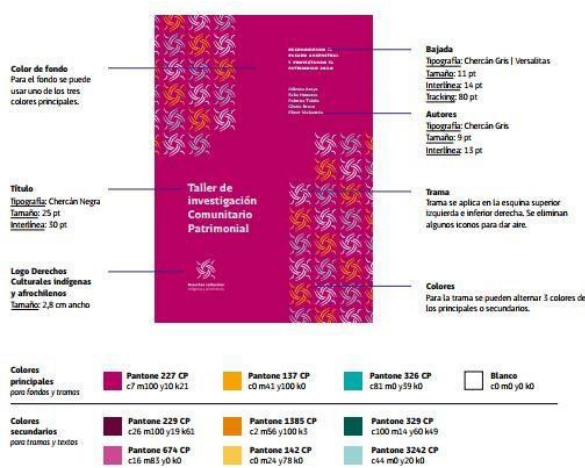 Color de fondo
Para el fondo se puede
usar uno de los tres
colores principales.
Título
Tipografía: Chercán Negra
Tamaño: 25 pt
Interlínea: 30 pt
Logo Derechos
Culturales indígenas
y afrochilenos
Tamaño: 2,8 cm ancho
Y
PATRIMONIO
Taller de
investigación
Comunitario
Patrimonial
Bajada
Tipografía: Chercán Gris | Versalitas
Tamaño: 11 pt
Interlínea: 14 pt
Tracking: 80 pt
Autores
Tipografía: Chercán Gris
Tamaño: 9 pt
Interlínea: 13 pt
Trama
Trama se aplica en la esquina superior
izquierda e inferior derecha. Se eliminan
algunos iconos para dar aire.
Colores
Para la trama se pueden alternar 3 colores de
los principales o secundarios.
Colores
principales
para fondos y tramas
Pantone 227 CP
c7 m100 y10 k21
Pantone 137 CP
c0 m41 y100 k0
Pantone 326 CP
c81 m0 y39 k0
Blanco
c0 m0 y0 k0
Colores
secundarios
para tramas y textos
Pantone 229 CP
c26 m100 y19 k61
Pantone 1385 CP
c2 m56 y100 k3
Pantone 329 CP
c100 m14 y60 k49
Pantone 674 CP
c16 m83 y0 k0
Pantone 142 CP
c0 m24 y78 k0
Pantone 3242 CP
c44 m0 y20 k0